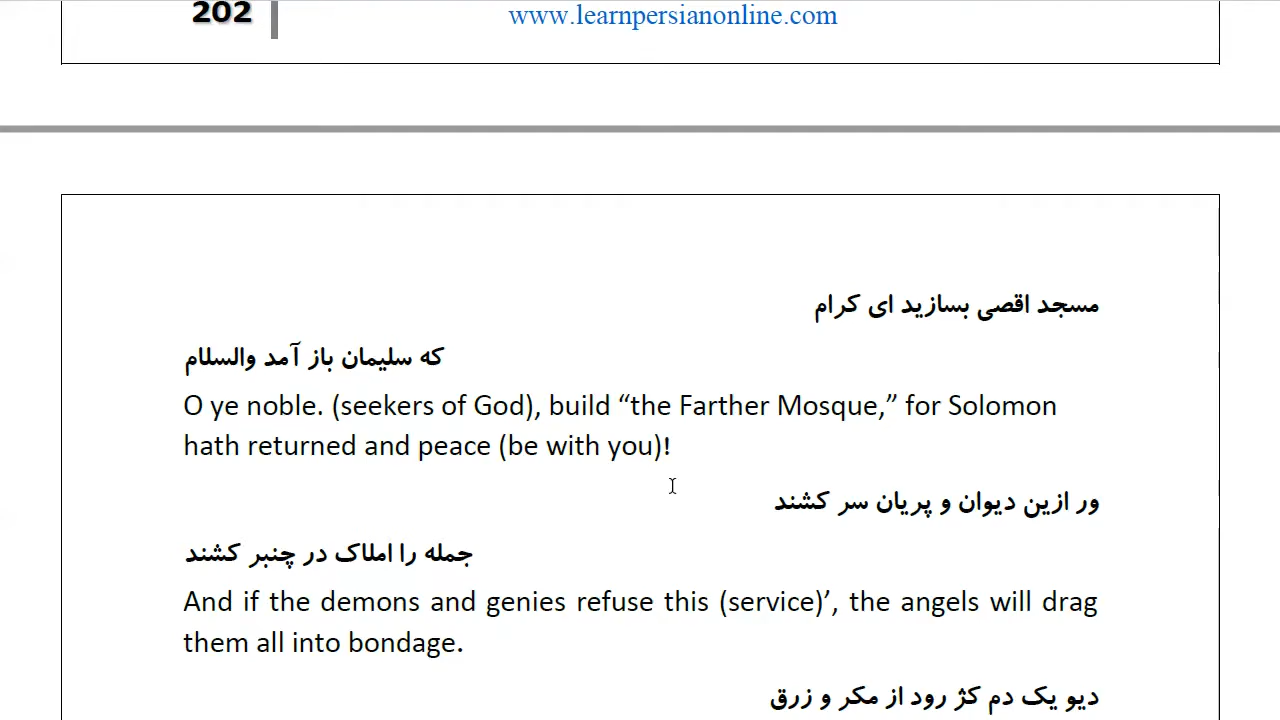 202
www.learnpersianonline.com
مسجد اقصی بسازید ای کرام
که سلیمان باز آمد والسلام
O ye noble. (seekers of God), build “the Farther Mosque,” for Solomon
hath returned and peace (be with you)!
ور ازین دیوان و پریان سر کشند
جمله را املاک در چنبر کشند
And if the demons and genies refuse this (service)’, the angels will drag
them all into bondage.
دیو یک دم کژ رود از مکر و زرق